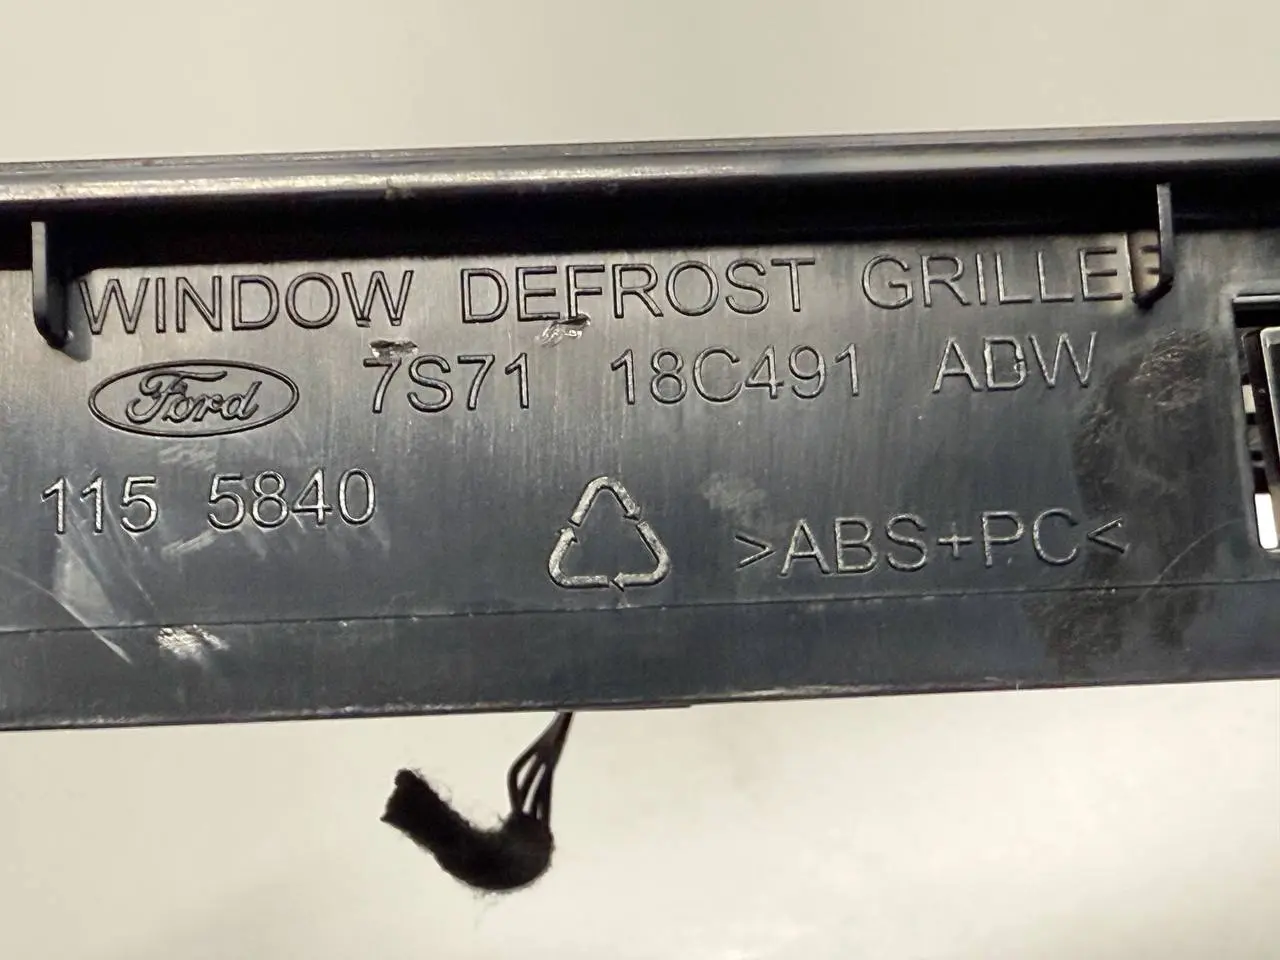 WINDOW DEFROST GRILLE
Ford 7S71 18C491 ADW
115 5840
>ABS+PC<